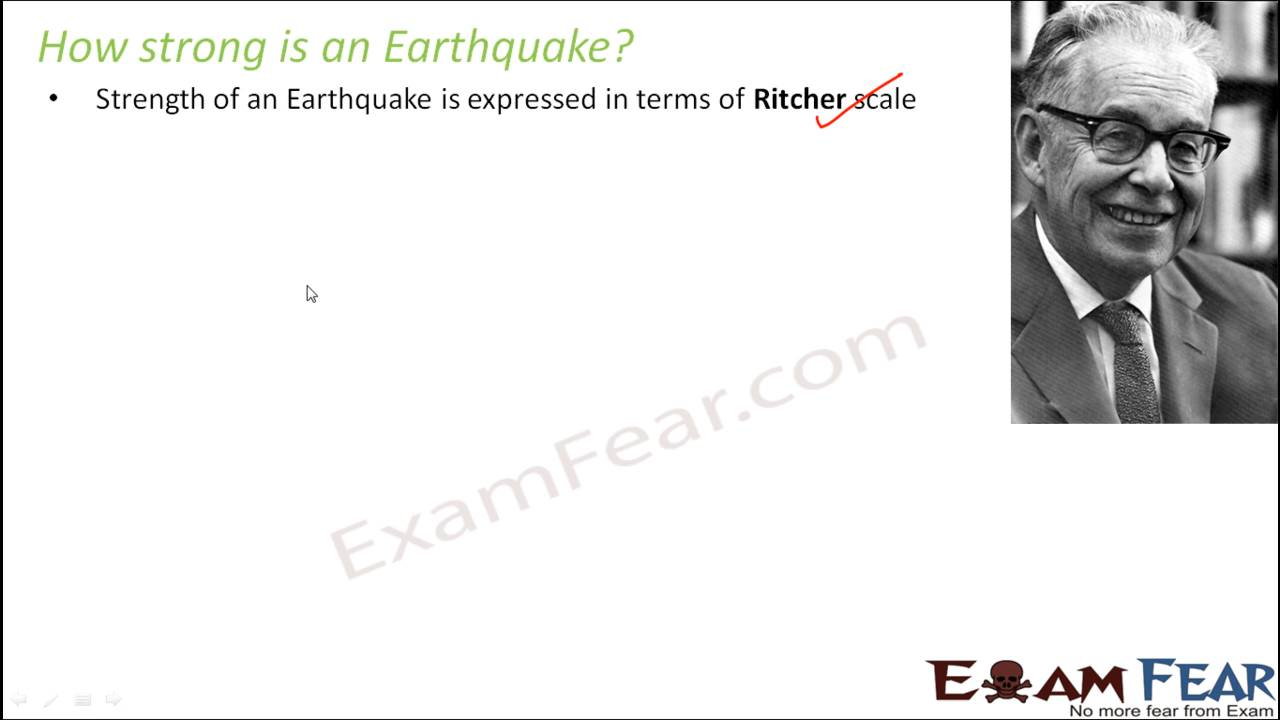 How strong is an Earthquake?
• Strength of an Earthquake is expressed in terms of Ritcher scale
ExamFear.com
EXAM FEAR
No more fear from Exam